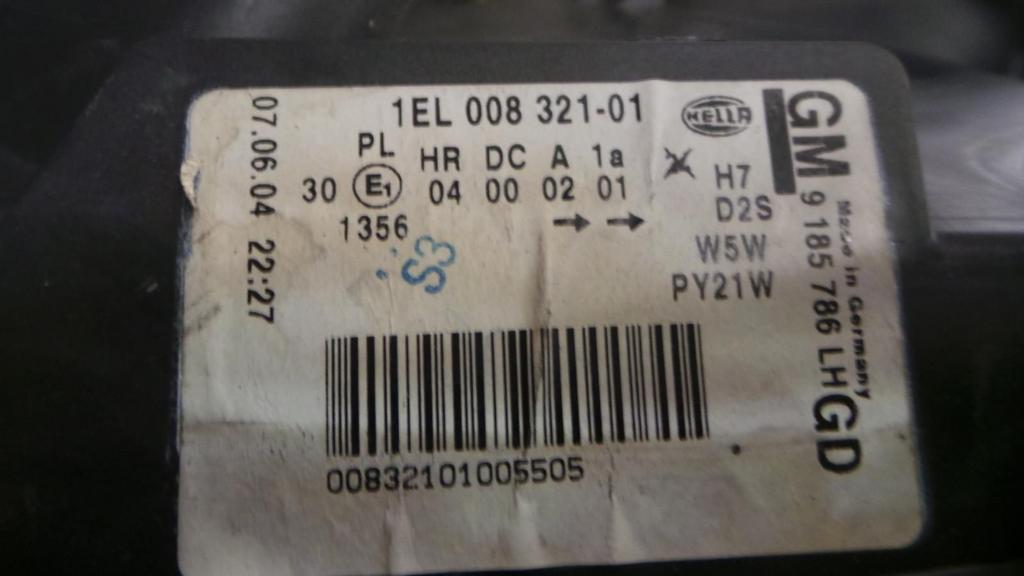 1EL 008 321-01
HELLA
PL HR DC A 1a
30 E1 04 00 02 01
1356
→ →
H7
D2S
W5W
PY21W
S3
07.06.04 22:27
GM 9 185 786 LH GD
Made in Germany
00832101005505